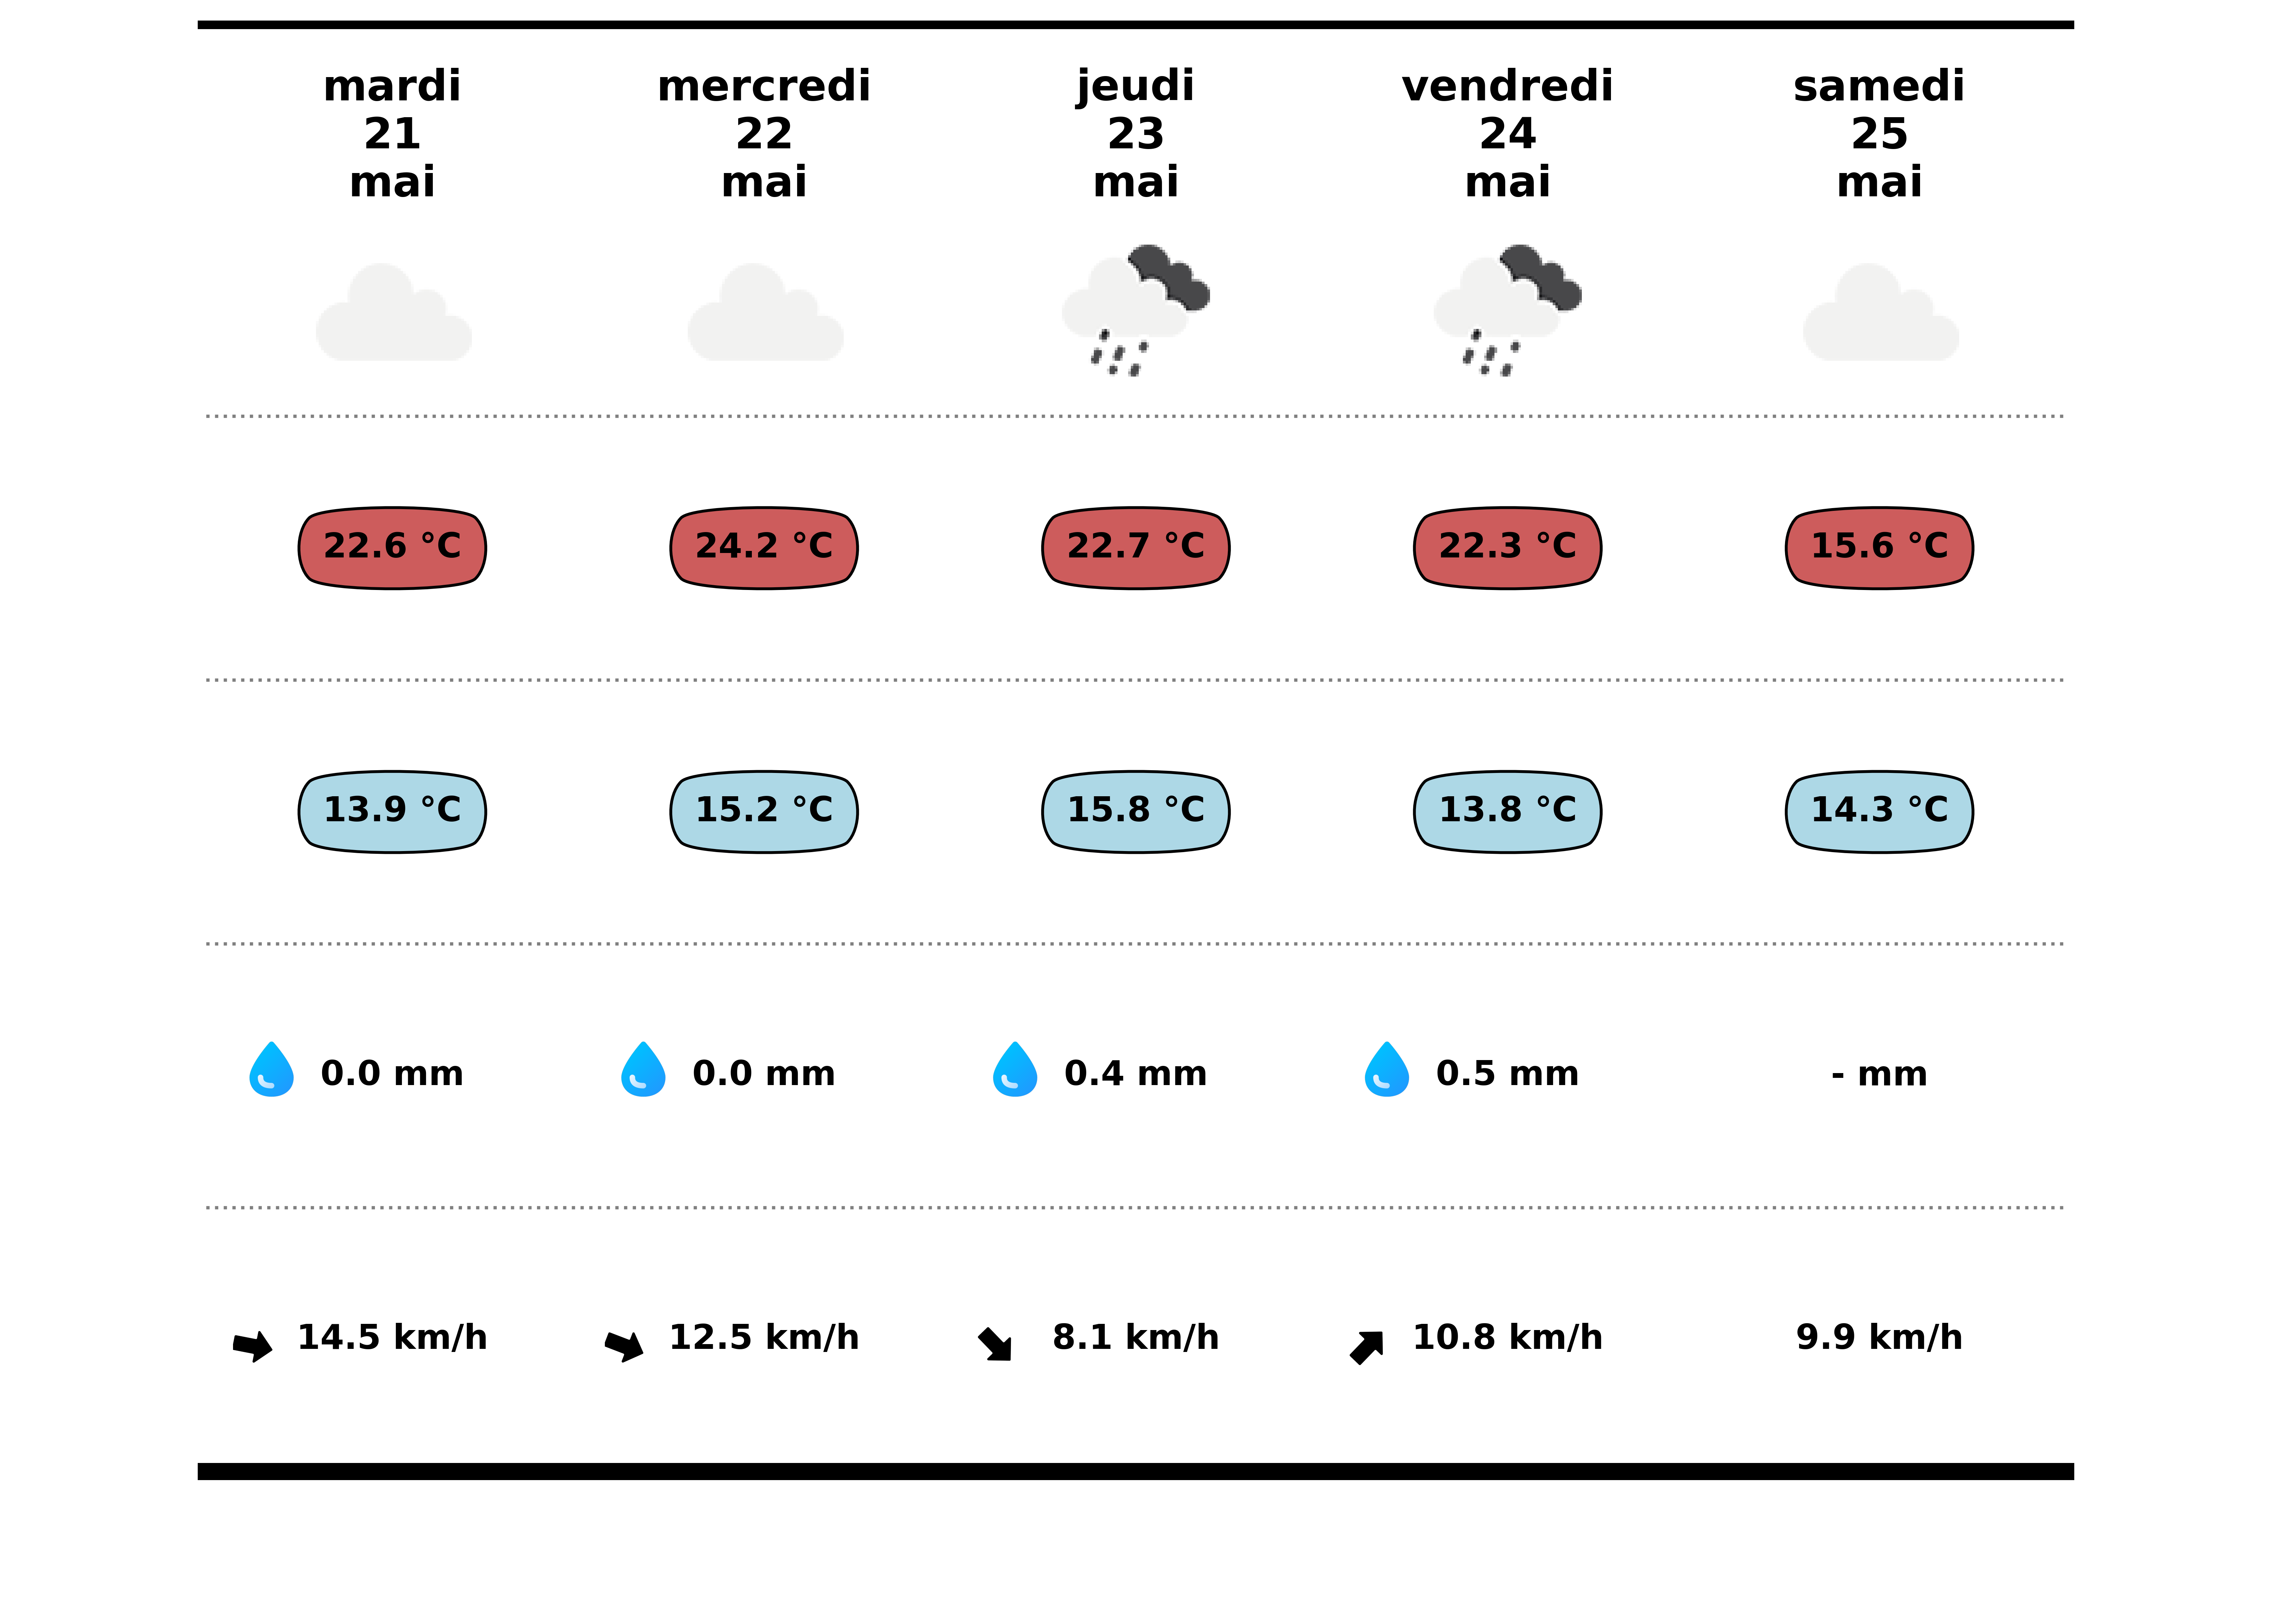 mardi
21
mai
mercredi
22
mai
jeudi
23
mai
vendredi
24
mai
samedi
25
mai
22.6 °C
24.2 °C
22.7 °C
22.3 °C
15.6 °C
13.9 °C
15.2 °C
15.8 °C
13.8 °C
14.3 °C
0.0 mm
0.0 mm
0.4 mm
0.5 mm
- mm
14.5 km/h
12.5 km/h
8.1 km/h
10.8 km/h
9.9 km/h